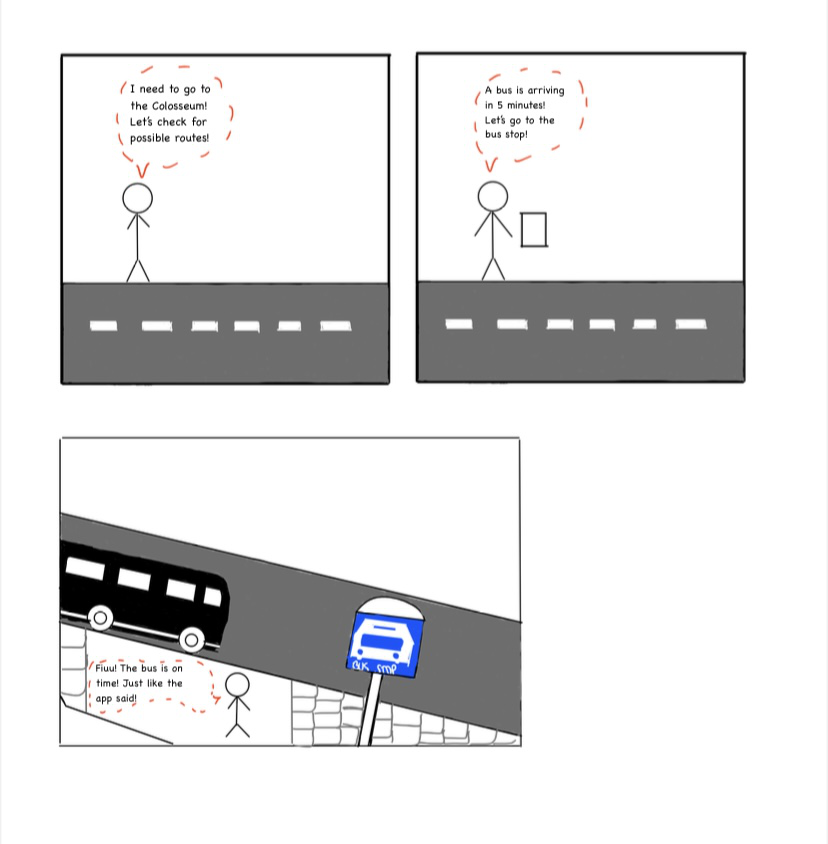 I need to go to
the Colosseum!
Let's check for
possible routes!
A bus is arriving
in 5 minutes!
Let's go to the
bus stop!
Fiuu! The bus is on
time! Just like the
app said!
BUS STOP